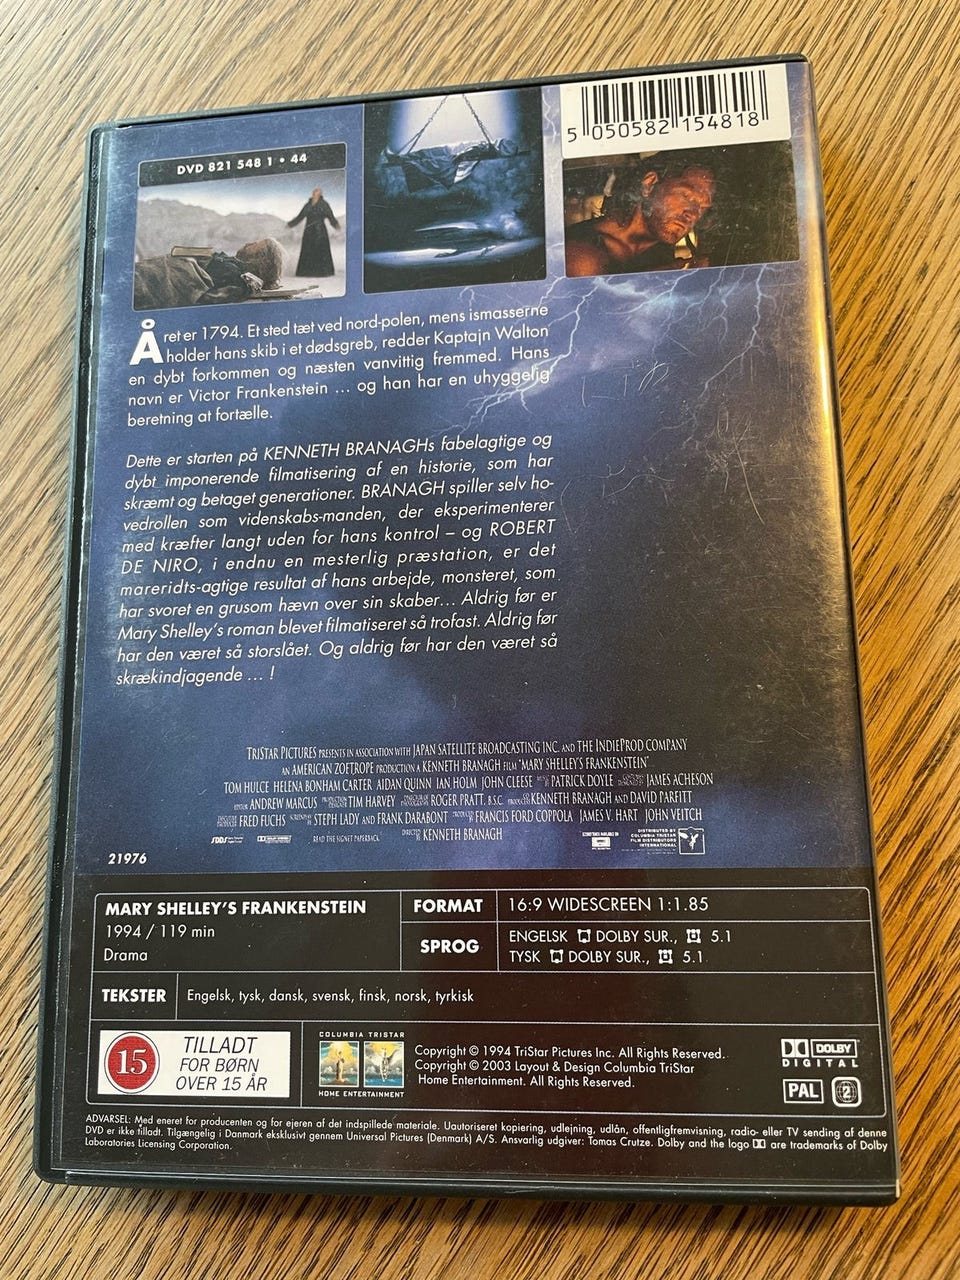 5 050582 154818
DVD 821 548 1 • 44
Året er 1794. Et sted tæt ved nord-polen, mens ismasserne
holder hans skib i et dødsgreb, redder Kaptajn Walton
en dybt forkommen og næsten vanvittig fremmed. Hans
navn er Victor Frankenstein ... og han har en uhyggelig
beretning at fortælle.
Dette er starten på KENNETH BRANAGHs fabelagtige og
dybt imponerende filmatisering af en historie, som har
skræmt og betaget generationer. BRANAGH spiller selv ho-
vedrollen som videnskabs-manden, der eksperimenterer
med kræfter langt uden for hans kontrol – og ROBERT
DE NIRO, i endnu en mesterlig præstation, er det
mareridts-agtige resultat af hans arbejde, monsteret, som
har svoret en grusom hævn over sin skaber... Aldrig før er
Mary Shelley's roman blevet filmatiseret så trofast. Aldrig før
har den været så storslået. Og aldrig før har den været så
skrækindjagende ... !
TRISTAR PICTURES PRESENTS IN ASSOCIATION WITH JAPAN SATELLITE BROADCASTING INC. AND THE INDIEPROD COMPANY
AN AMERICAN ZOETROPE PRODUCTION A KENNETH BRANAGH FILM "MARY SHELLEY'S FRANKENSTEIN"
TOM HULCE HELENA BONHAM CARTER AIDAN QUINN IAN HOLM JOHN CLEESE PATRICK DOYLE JAMES ACHESON
ANDREW MARCUS TIM HARVEY ROGER PRATT, B.S.C. KENNETH BRANAGH AND DAVID PARFITT
FRED FUCHS STEPH LADY AND FRANK DARABONT FRANCIS FORD COPPOLA JAMES V. HART JOHN VEITCH
SDDS READ THE SIGNET PAPERBACK KENNETH BRANAGH
DISTRIBUTED BY
COLUMBIA TRISTAR
FILM DISTRIBUTORS
INTERNATIONAL
21976
MARY SHELLEY'S FRANKENSTEIN
1994 / 119 min
Drama
FORMAT 16:9 WIDESCREEN 1:1.85
SPROG ENGELSK DOLBY SUR., 5.1
TYSK DOLBY SUR., 5.1
TEKSTER Engelsk, tysk, dansk, svensk, finsk, norsk, tyrkisk
15 TILLADT
FOR BØRN
OVER 15 ÅR
COLUMBIA TRISTAR
HOME ENTERTAINMENT
Copyright © 1994 TriStar Pictures Inc. All Rights Reserved.
Copyright © 2003 Layout & Design Columbia TriStar
Home Entertainment. All Rights Reserved.
DOLBY
DIGITAL
PAL 2
ADVARSEL: Med eneret for producenten og for ejeren af det indspillede materiale. Uautoriseret kopiering, udlejning, udlån, offentligfremvisning, radio- eller TV sending af denne
DVD er ikke tilladt. Tilgængelig i Danmark eksklusivt gennem Universal Pictures (Denmark) A/S. Ansvarlig udgiver: Tomas Crutze. Dolby and the logo are trademarks of Dolby
Laboratories Licensing Corporation.